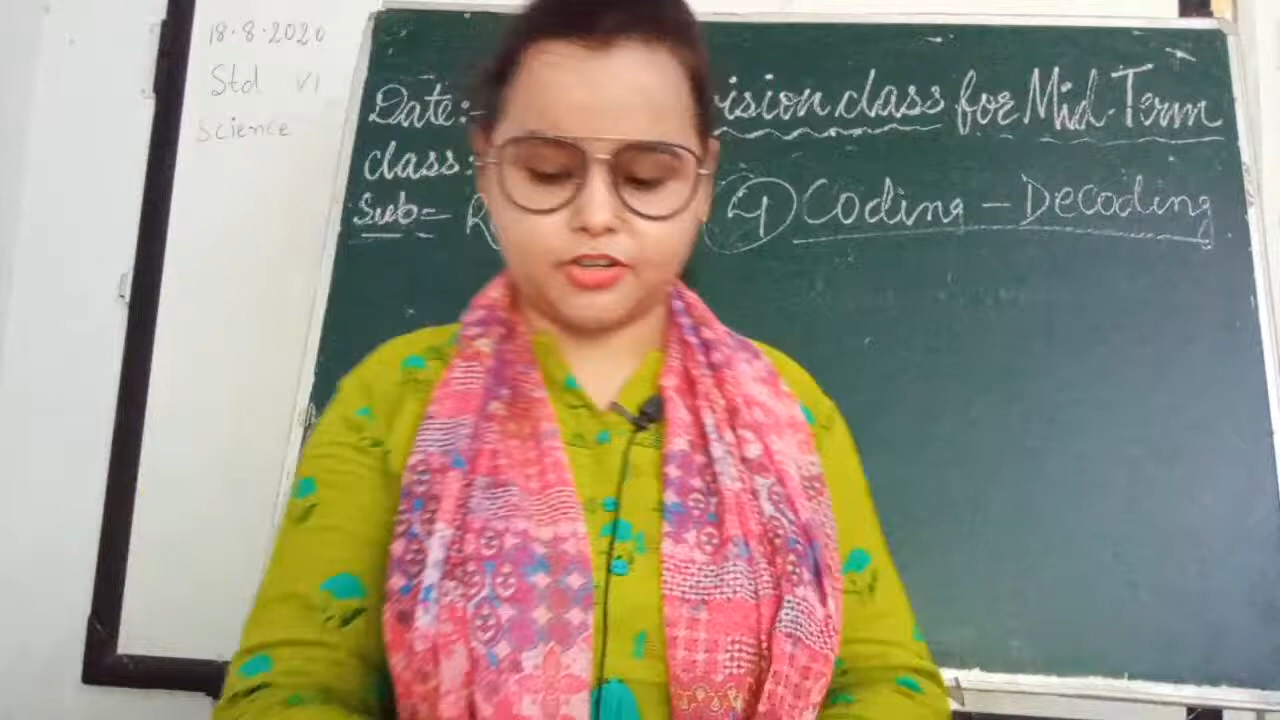 18.8.2020
Std VI
Science
Date:-
ision class for Mid-Term
class:
Sub:- R
4 Coding - Decoding